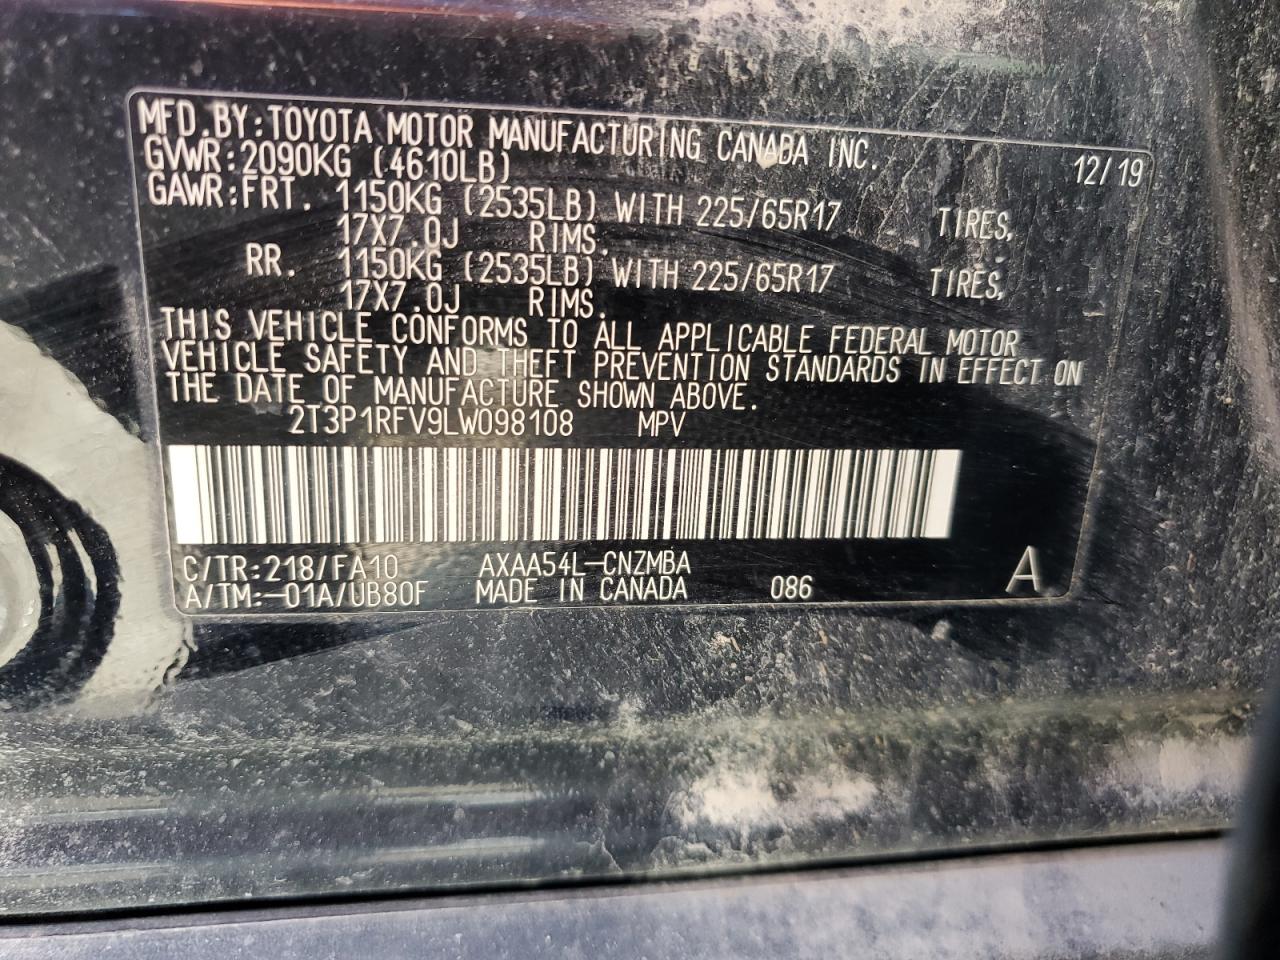 MFD.BY:TOYOTA MOTOR MANUFACTURING CANADA INC. 12/19
GVWR:2090KG (4610LB)
GAWR:FRT. 1150KG (2535LB) WITH 225/65R17 TIRES,
17X7.0J RIMS.
RR. 1150KG (2535LB) WITH 225/65R17 TIRES,
17X7.0J RIMS.
THIS VEHICLE CONFORMS TO ALL APPLICABLE FEDERAL MOTOR
VEHICLE SAFETY AND THEFT PREVENTION STANDARDS IN EFFECT ON
THE DATE OF MANUFACTURE SHOWN ABOVE.
2T3P1RFV9LW098108 MPV
C/TR:218/FA10 AXAA54L-CNZMBA
A/TM:-01A/UB80F MADE IN CANADA 086 A